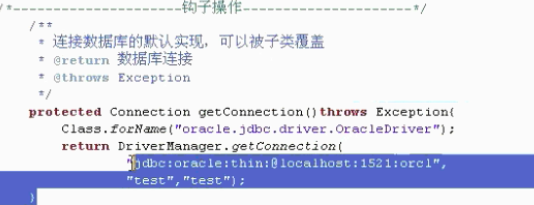 /*--------------------钩子操作--------------------*/
/**
* 连接数据库的默认实现，可以被子类覆盖
* @return 数据库连接
* @throws Exception
*/
protected Connection getConnection()throws Exception{
Class.forName("oracle.jdbc.driver.OracleDriver");
return DriverManager.getConnection(
"jdbc:oracle:thin:@localhost:1521:orcl",
"test","test");
}